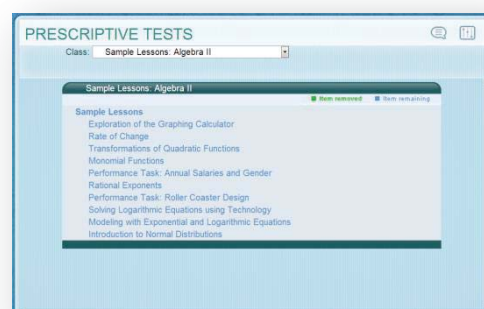 PRESCRIPTIVE TESTS
Class: Sample Lessons: Algebra II
Sample Lessons: Algebra II
Item removed Item remaining
Sample Lessons
Exploration of the Graphing Calculator
Rate of Change
Transformations of Quadratic Functions
Monomial Functions
Performance Task: Annual Salaries and Gender
Rational Exponents
Performance Task: Roller Coaster Design
Solving Logarithmic Equations using Technology
Modeling with Exponential and Logarithmic Equations
Introduction to Normal Distributions